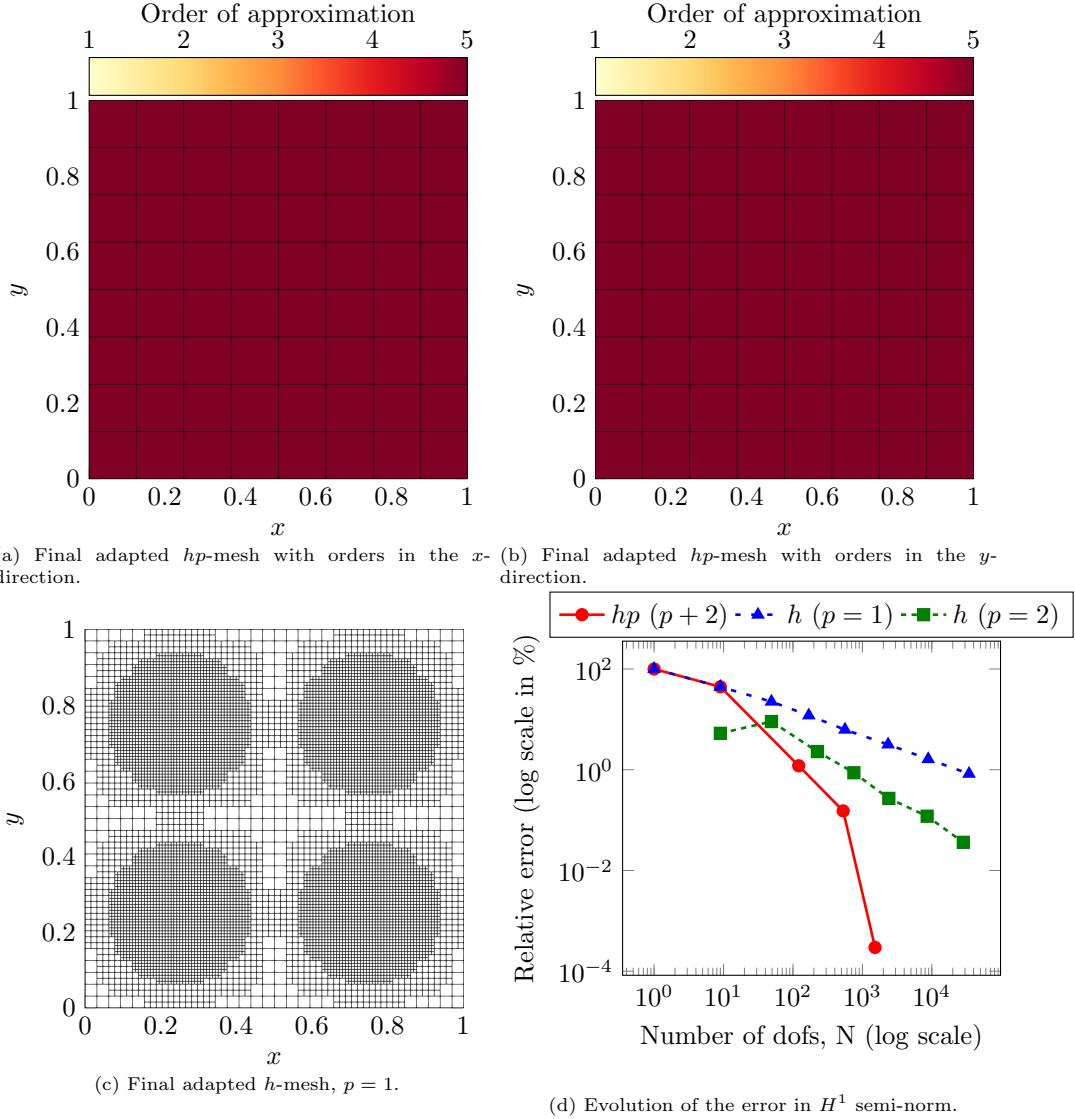 Order of approximation
1 2 3 4 5
1
0.8
0.6
0.4
0.2
0
y
0 0.2 0.4 0.6 0.8 1
x
(a) Final adapted hp-mesh with orders in the x-
direction.
Order of approximation
1 2 3 4 5
1
0.8
0.6
0.4
0.2
0
y
0 0.2 0.4 0.6 0.8 1
x
(b) Final adapted hp-mesh with orders in the y-
direction.
1
0.8
0.6
0.4
0.2
0
y
0 0.2 0.4 0.6 0.8 1
x
(c) Final adapted h-mesh, p = 1.
hp (p + 2) h (p = 1) h (p = 2)
Relative error (log scale in %)
10^2
10^0
10^−2
10^−4
10^0 10^1 10^2 10^3 10^4
Number of dofs, N (log scale)
(d) Evolution of the error in H^1 semi-norm.